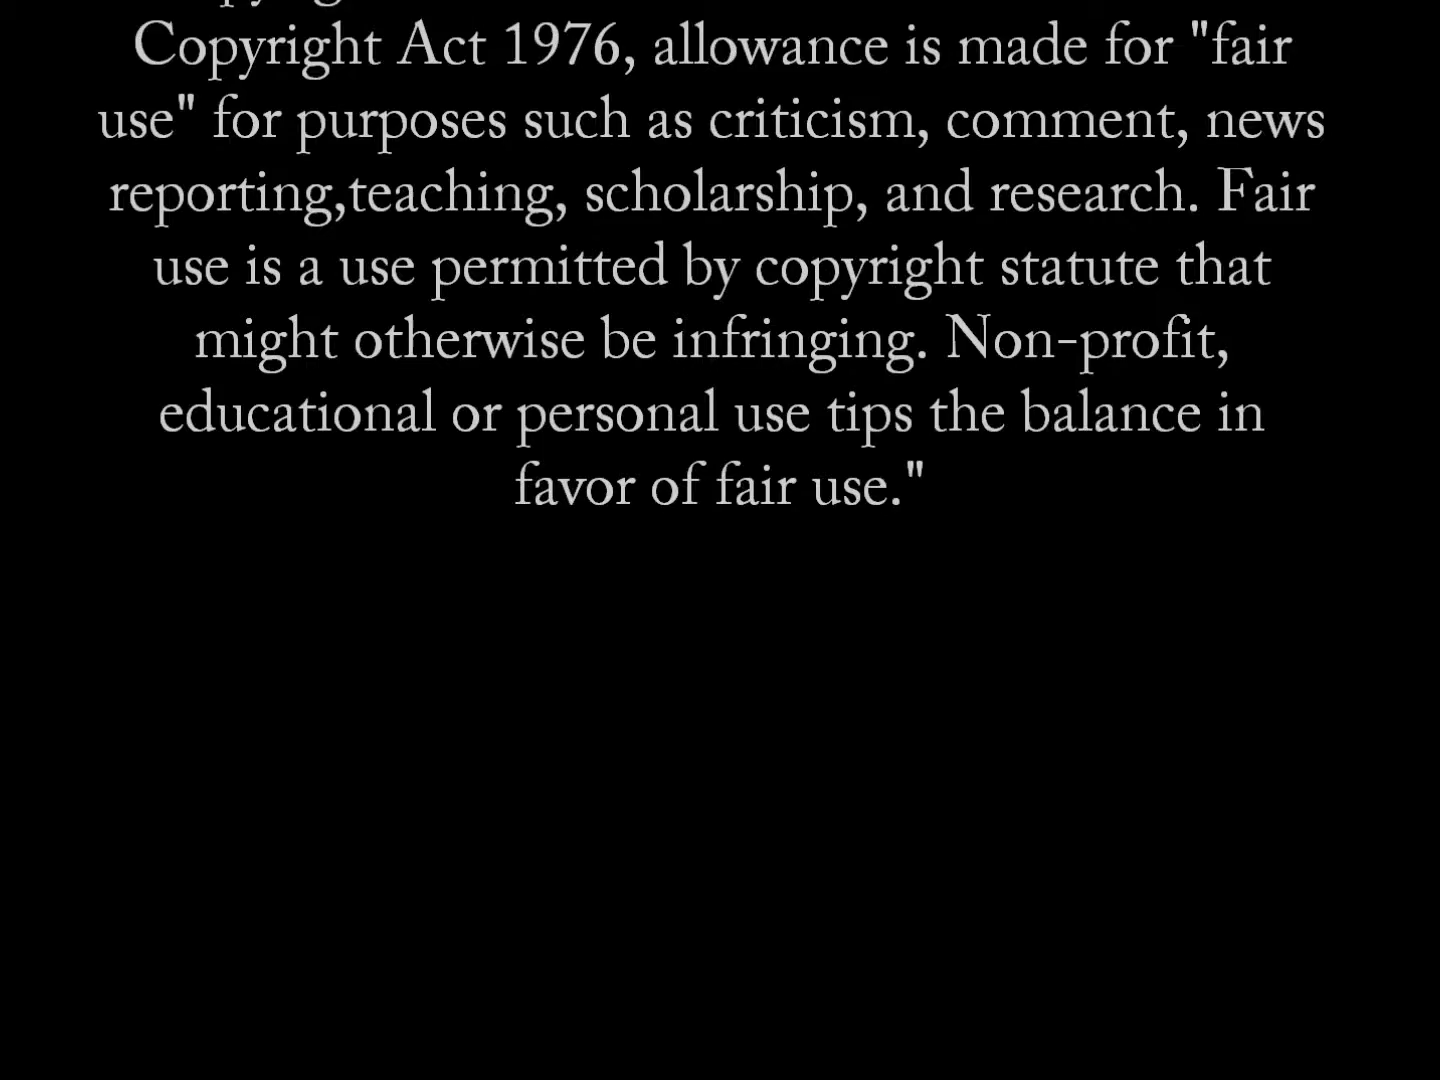 Copyright Act 1976, allowance is made for "fair
use" for purposes such as criticism, comment, news
reporting,teaching, scholarship, and research. Fair
use is a use permitted by copyright statute that
might otherwise be infringing. Non-profit,
educational or personal use tips the balance in
favor of fair use."